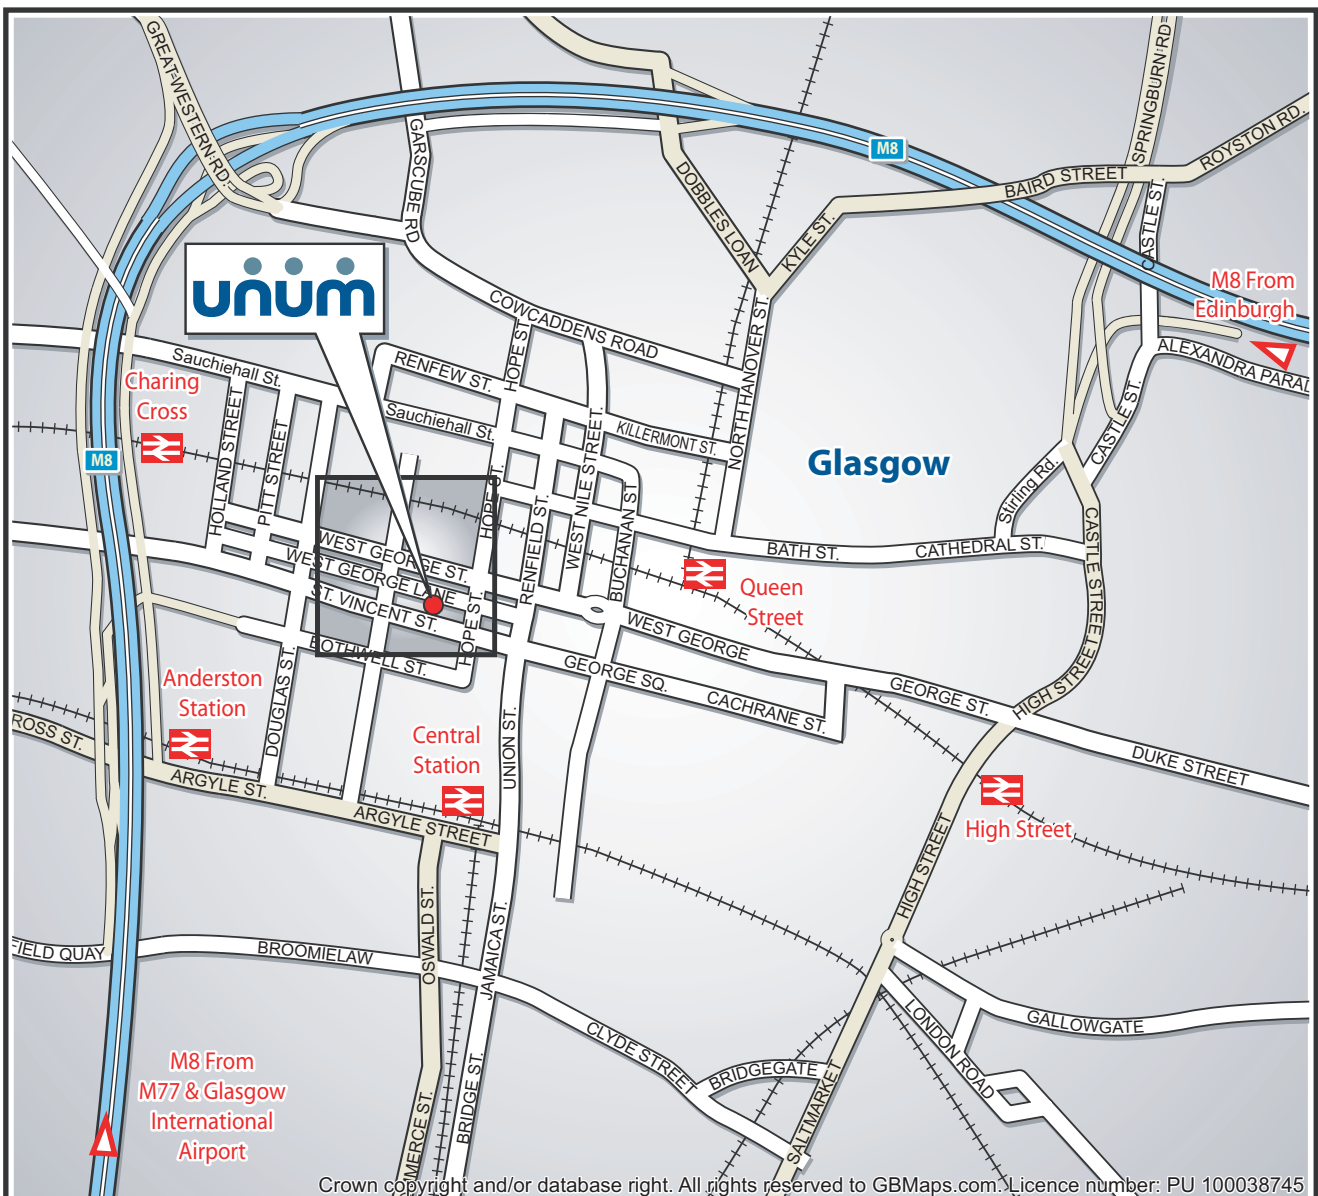 GREAT WESTERN RD.
GARSCUBE RD
M8
DOBBLES LOAN
KYLE ST.
BAIRD STREET
SPRINGBURN RD
ROYSTON RD.
CASTLE ST.
M8 From
Edinburgh
ALEXANDRA PARAD
unum
COWCADDENS ROAD
HOPE ST
RENFEW ST.
Sauchiehall St.
Sauchiehall St.
KILLERMONT ST.
NORTH HANOVER ST.
Charing
Cross
M8
HOLLAND STREET
PITT STREET
HOPE ST.
RENFIELD ST.
WEST NILE STREET.
BUCHANAN ST
Glasgow
Stirling Rd.
CASTLE ST.
CASTLE STREET
BATH ST.
CATHEDRAL ST.
Queen
Street
WEST GEORGE ST.
WEST GEORGE LANE
ST. VINCENT ST.
HOPE ST.
BOTHWELL ST.
WEST GEORGE
GEORGE SQ.
CACHRANE ST.
GEORGE ST.
HIGH STREET
DUKE STREET
Anderston
Station
DOUGLAS ST.
ROSS ST.
ARGYLE ST.
ARGYLE STREET
Central
Station
UNION ST.
High Street
HIGH STREET
FIELD QUAY
BROOMIELAW
OSWALD ST.
JAMAICA ST.
CLYDE STREET
BRIDGEGATE
LONDON ROAD
GALLOWGATE
SALTMARKET
BRIDGE ST.
MERCE ST.
M8 From
M77 & Glasgow
International
Airport
Crown copyright and/or database right. All rights reserved to GBMaps.com. Licence number: PU 100038745